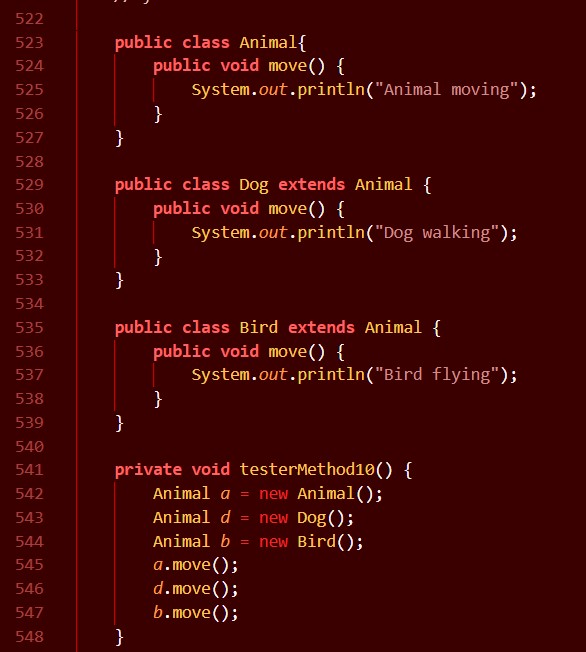 522
523 public class Animal{
524 public void move() {
525 System.out.println("Animal moving");
526 }
527 }
528
529 public class Dog extends Animal {
530 public void move() {
531 System.out.println("Dog walking");
532 }
533 }
534
535 public class Bird extends Animal {
536 public void move() {
537 System.out.println("Bird flying");
538 }
539 }
540
541 private void testerMethod10() {
542 Animal a = new Animal();
543 Animal d = new Dog();
544 Animal b = new Bird();
545 a.move();
546 d.move();
547 b.move();
548 }